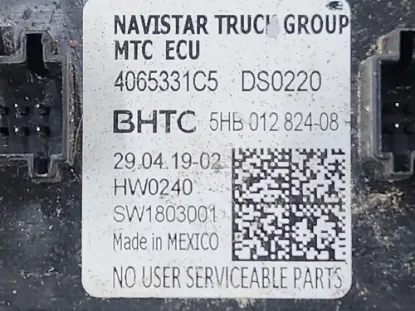 NAVISTAR TRUCK GROUP
MTC ECU
4065331C5 DS0220
BHTC 5HB 012 824-08
29.04.19-02
HW0240
SW1803001
Made in MEXICO
NO USER SERVICEABLE PARTS